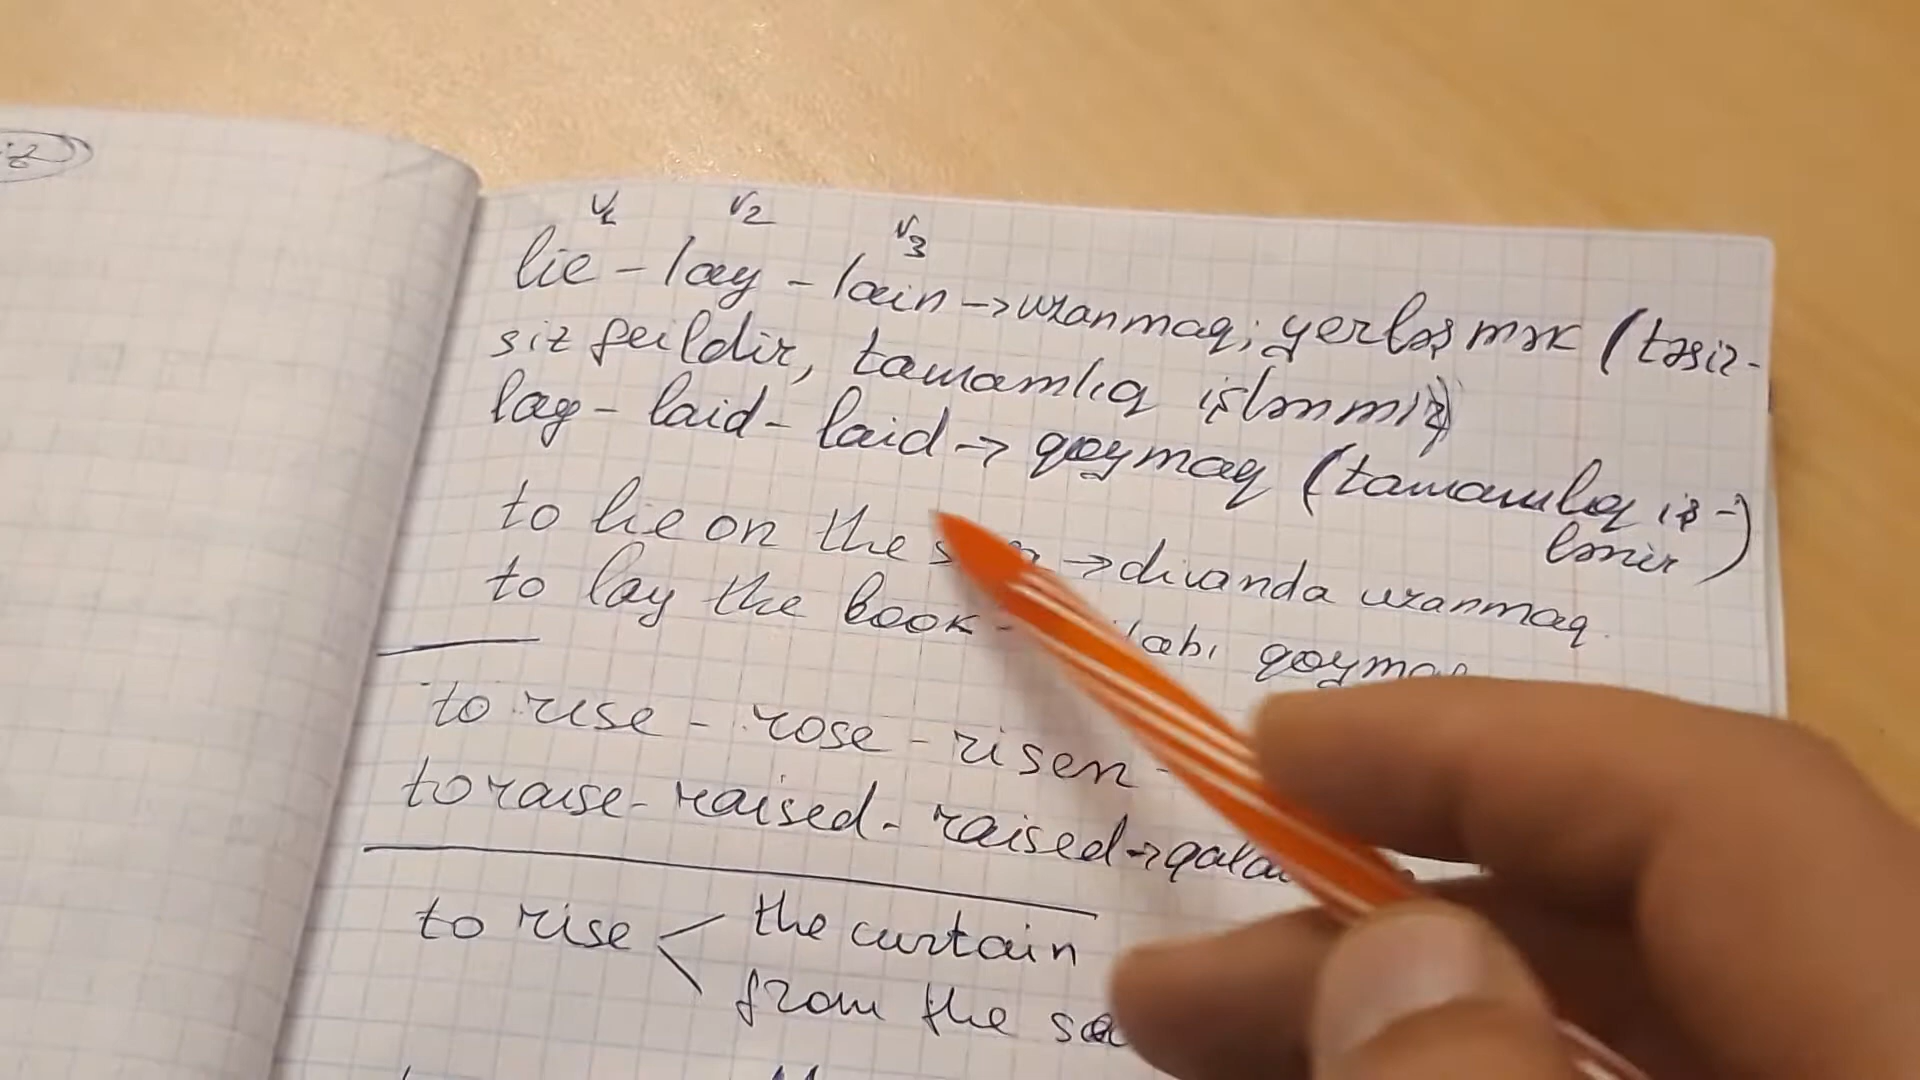 V1 V2 V3
lie - lay - lain -> uzanmaq; yerləşmək (təsir-
siz feildir, tamamlıq işlənmir)
lay - laid - laid -> qoymaq (tamamlıq iş-
lənir)
to lie on the -> divanda uzanmaq.
to lay the book -
to rise - rose - risen -
to raise - raised - raised ->
to rise < the curtain
from the